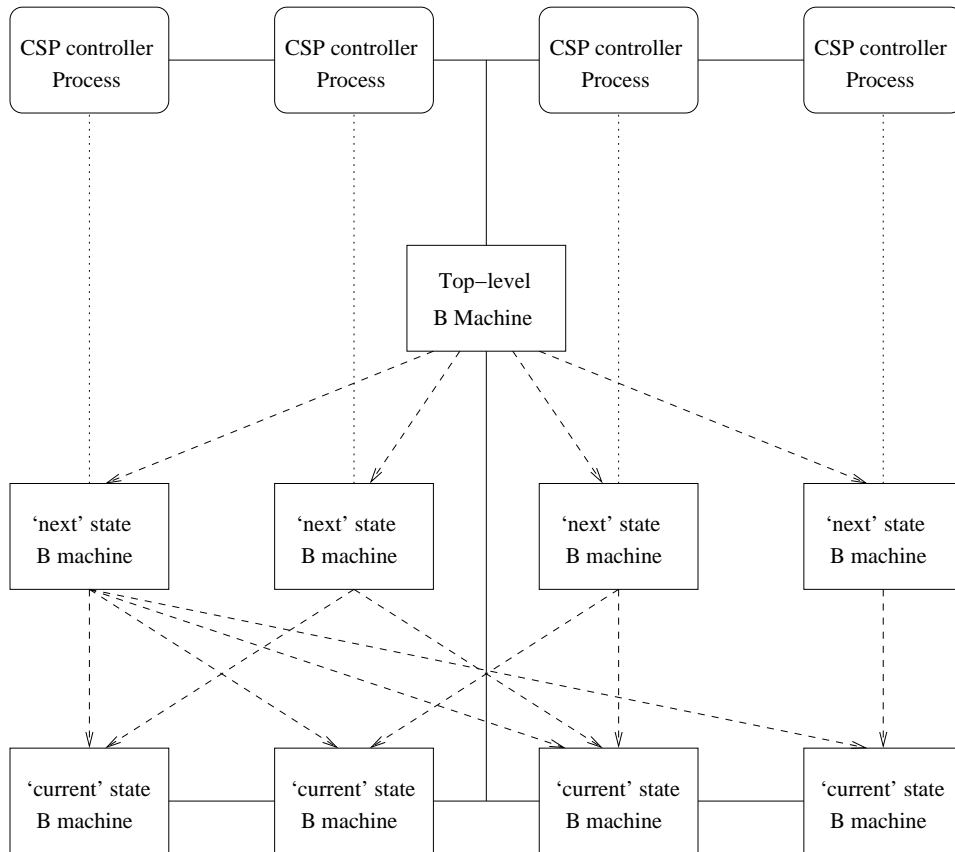 CSP controller
Process
CSP controller
Process
CSP controller
Process
CSP controller
Process
Top−level
B Machine
‘next’ state
B machine
‘next’ state
B machine
‘next’ state
B machine
‘next’ state
B machine
‘current’ state
B machine
‘current’ state
B machine
‘current’ state
B machine
‘current’ state
B machine